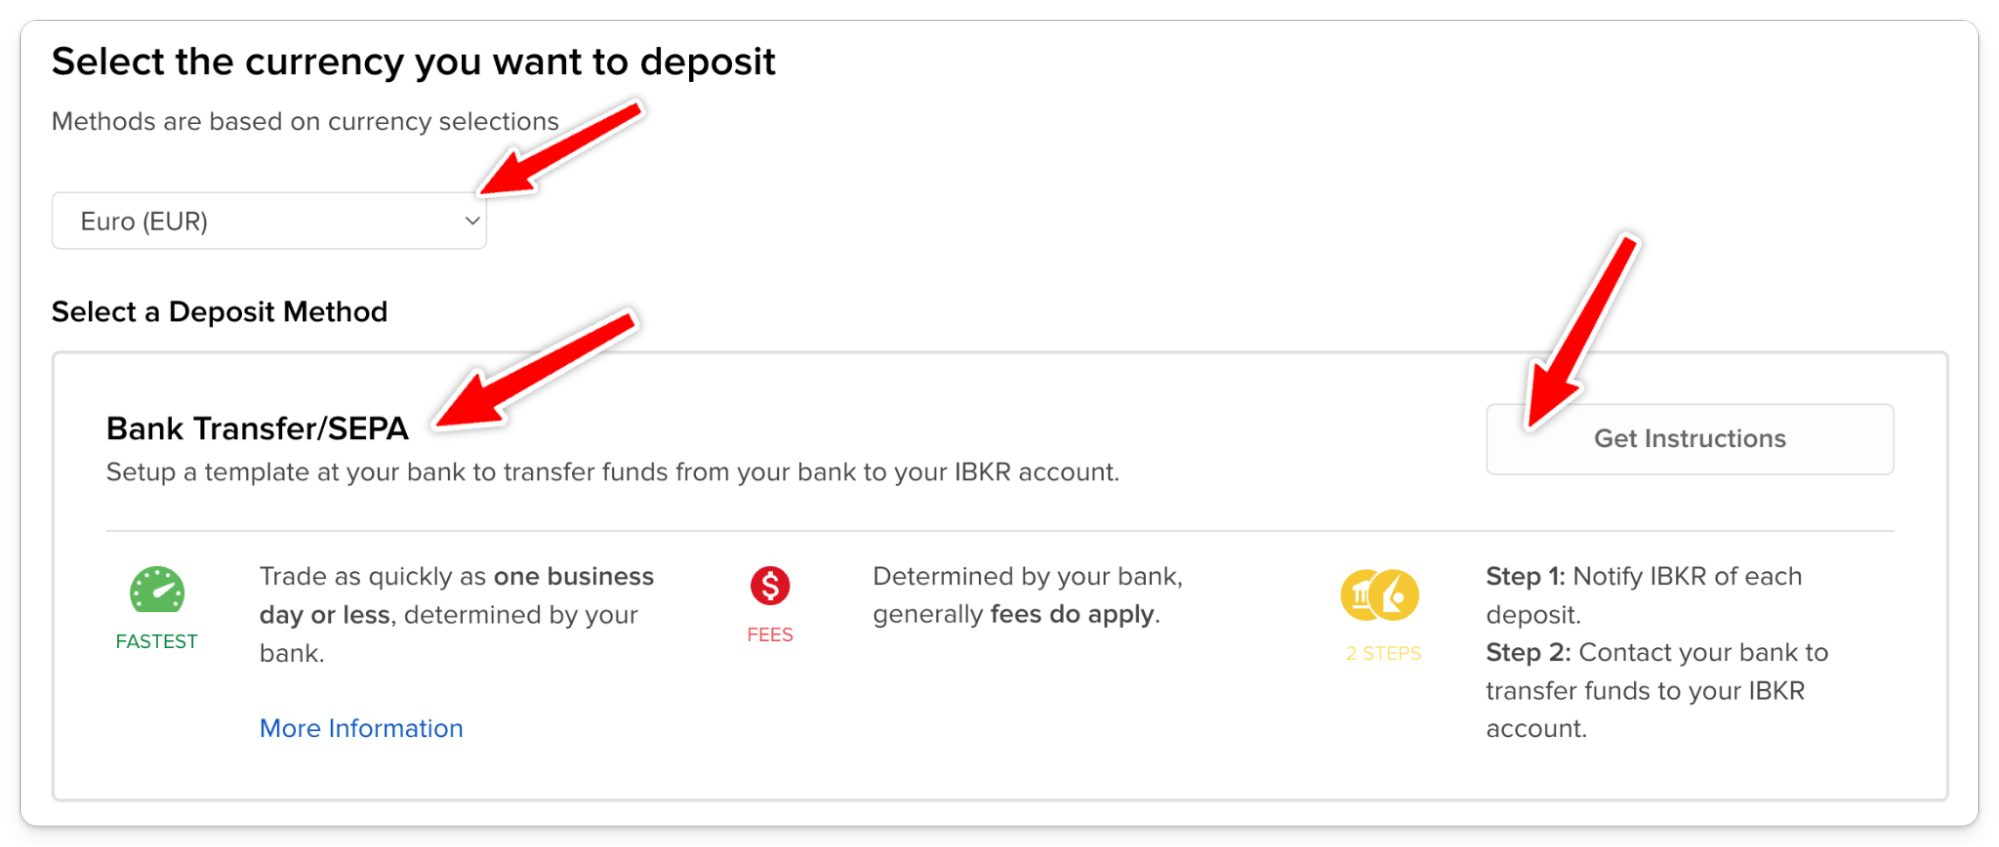 Select the currency you want to deposit
Methods are based on currency selections
Euro (EUR)
Select a Deposit Method
Bank Transfer/SEPA
Get Instructions
Setup a template at your bank to transfer funds from your bank to your IBKR account.
FASTEST
Trade as quickly as one business
day or less, determined by your
bank.
More Information
$
FEES
Determined by your bank,
generally fees do apply.
2 STEPS
Step 1: Notify IBKR of each
deposit.
Step 2: Contact your bank to
transfer funds to your IBKR
account.